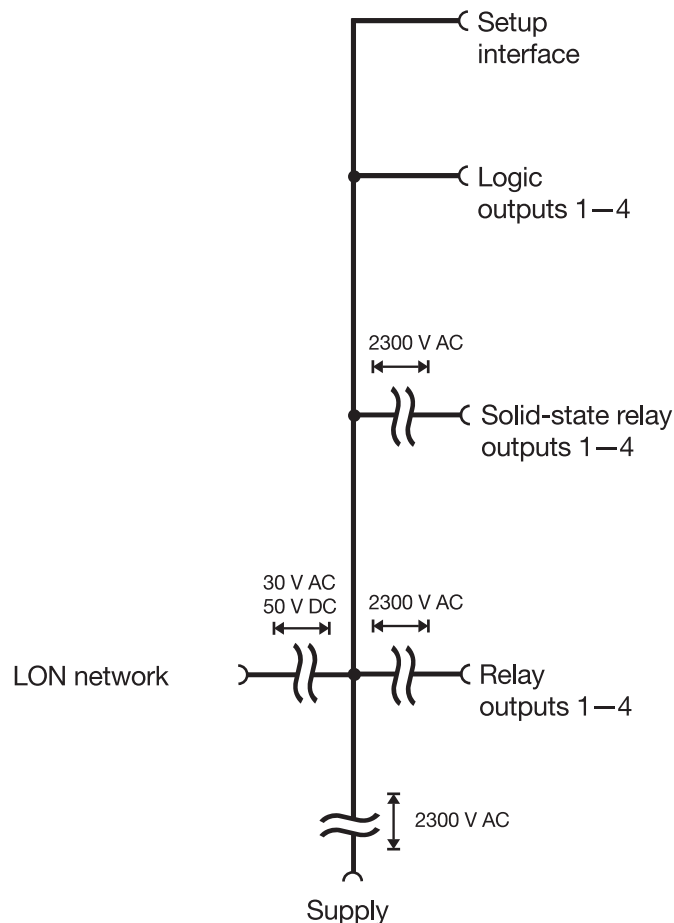 Setup
interface
Logic
outputs 1—4
2300 V AC
Solid-state relay
outputs 1—4
30 V AC
50 V DC
2300 V AC
LON network
Relay
outputs 1—4
2300 V AC
Supply